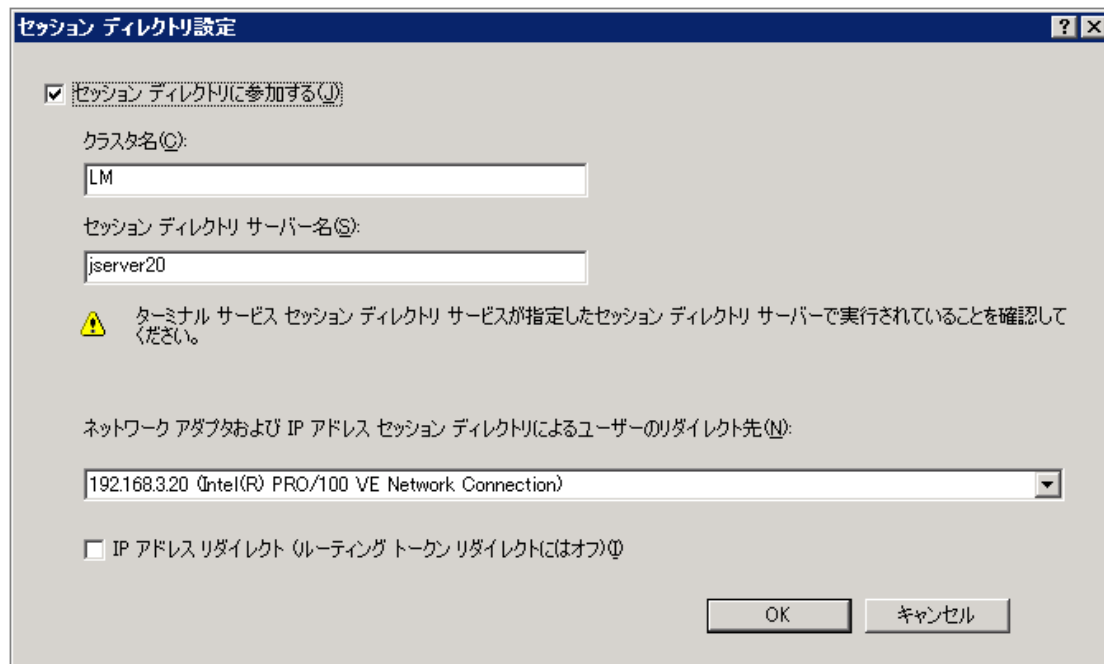 セッション ディレクトリ設定
セッション ディレクトリに参加する(J)
クラスタ名(C):
LM
セッション ディレクトリ サーバー名(S):
jserver20
ターミナル サービス セッション ディレクトリ サービスが指定したセッション ディレクトリ サーバーで実行されていることを確認して
ください。
ネットワーク アダプタおよび IP アドレス セッション ディレクトリによるユーザーのリダイレクト先(N):
192.168.3.20 (Intel(R) PRO/100 VE Network Connection)
IP アドレス リダイレクト (ルーティング トークン リダイレクトにはオフ)(I)
OK キャンセル